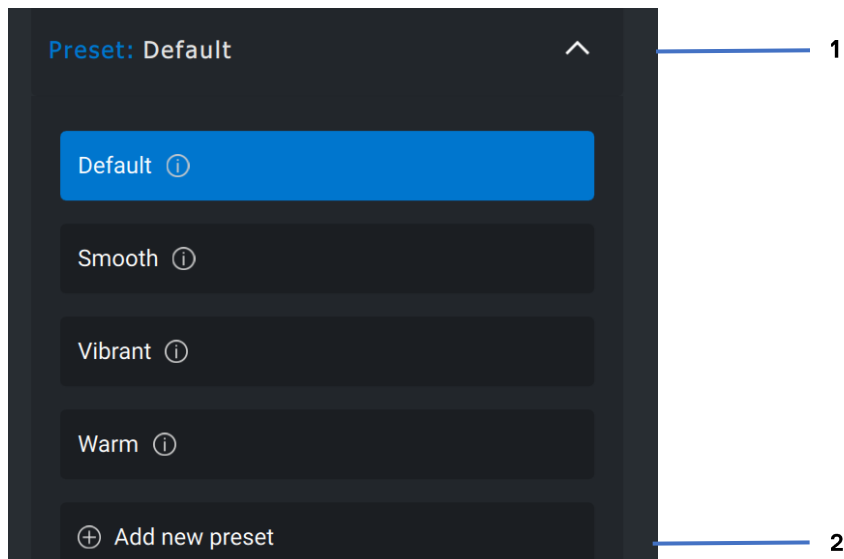 Preset: Default
1
Default
Smooth
Vibrant
Warm
Add new preset
2